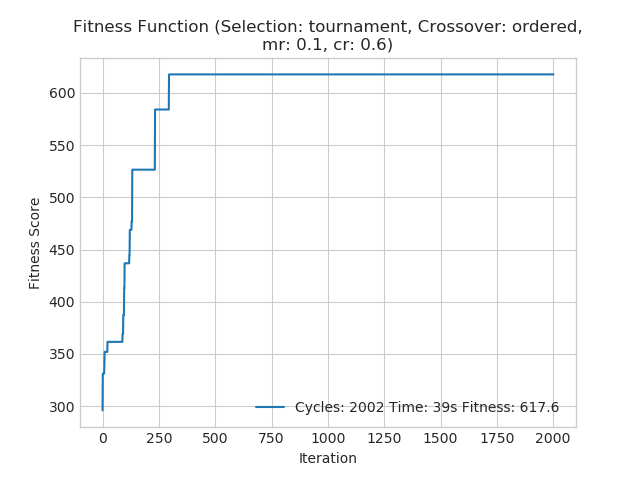 Fitness Function (Selection: tournament, Crossover: ordered,
mr: 0.1, cr: 0.6)
Fitness Score
600
550
500
450
400
350
300
Cycles: 2002 Time: 39s Fitness: 617.6
0 250 500 750 1000 1250 1500 1750 2000
Iteration